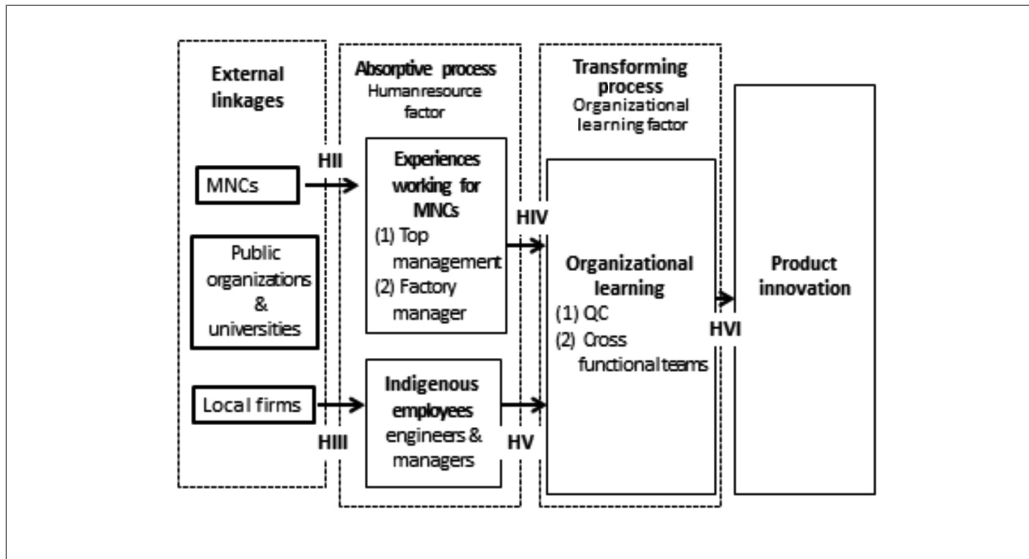 External
linkages
MNCs
Public
organizations
&
universities
Local firms
HII
HIII
Absorptive process
Human resource
factor
Experiences
working for
MNCs
(1) Top
management
(2) Factory
manager
Indigenous
employees
engineers &
managers
HIV
HV
Transforming
process
Organizational
learning factor
Organizational
learning
(1) QC
(2) Cross
functional teams
HVI
Product
innovation